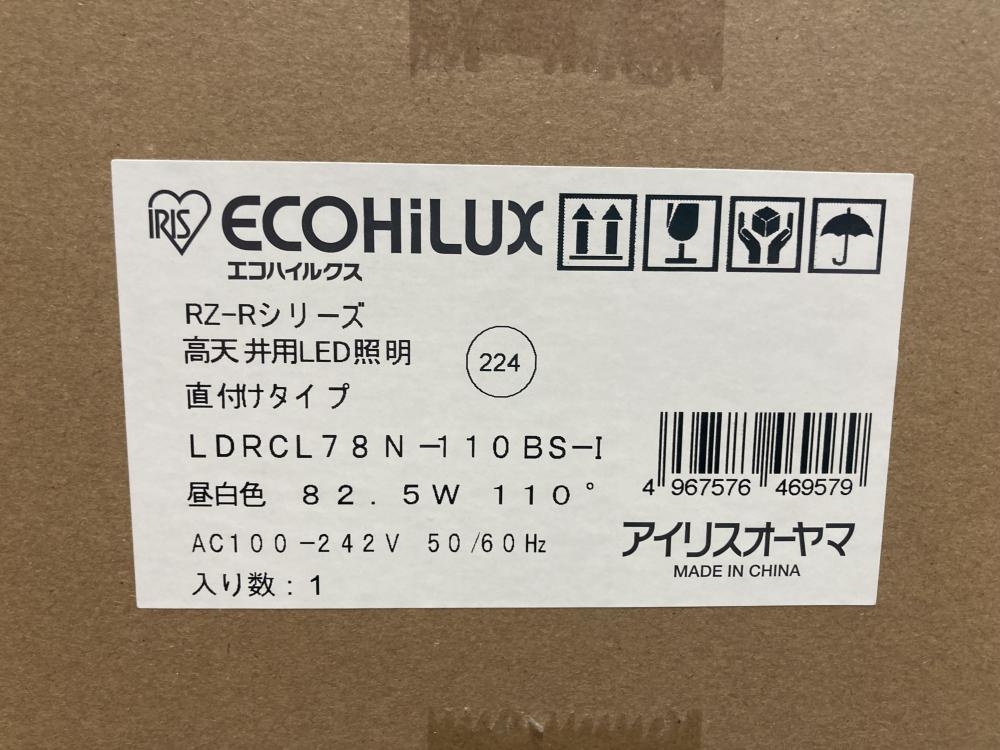 IRIS ECOHiLUX
エコハイルクス
RZ-Rシリーズ
高天井用LED照明
224
直付けタイプ
LDRCL78N-110BS-I
昼白色 82.5W 110°
AC100-242V 50/60Hz
入り数:1
4 967576 469579
アイリスオーヤマ
MADE IN CHINA